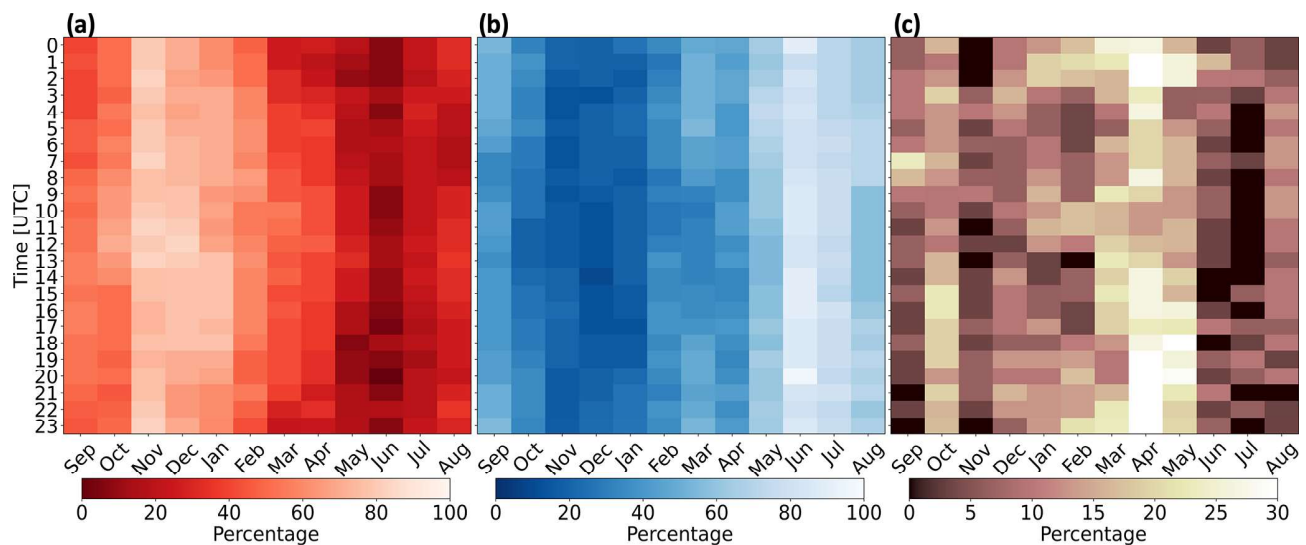 (a) (b) (c)
Time [UTC]
0
1
2
3
4
5
6
7
8
9
10
11
12
13
14
15
16
17
18
19
20
21
22
23
Sep Oct Nov Dec Jan Feb Mar Apr May Jun Jul Aug
Sep Oct Nov Dec Jan Feb Mar Apr May Jun Jul Aug
Sep Oct Nov Dec Jan Feb Mar Apr May Jun Jul Aug
0 20 40 60 80 100
Percentage
0 20 40 60 80 100
Percentage
0 5 10 15 20 25 30
Percentage